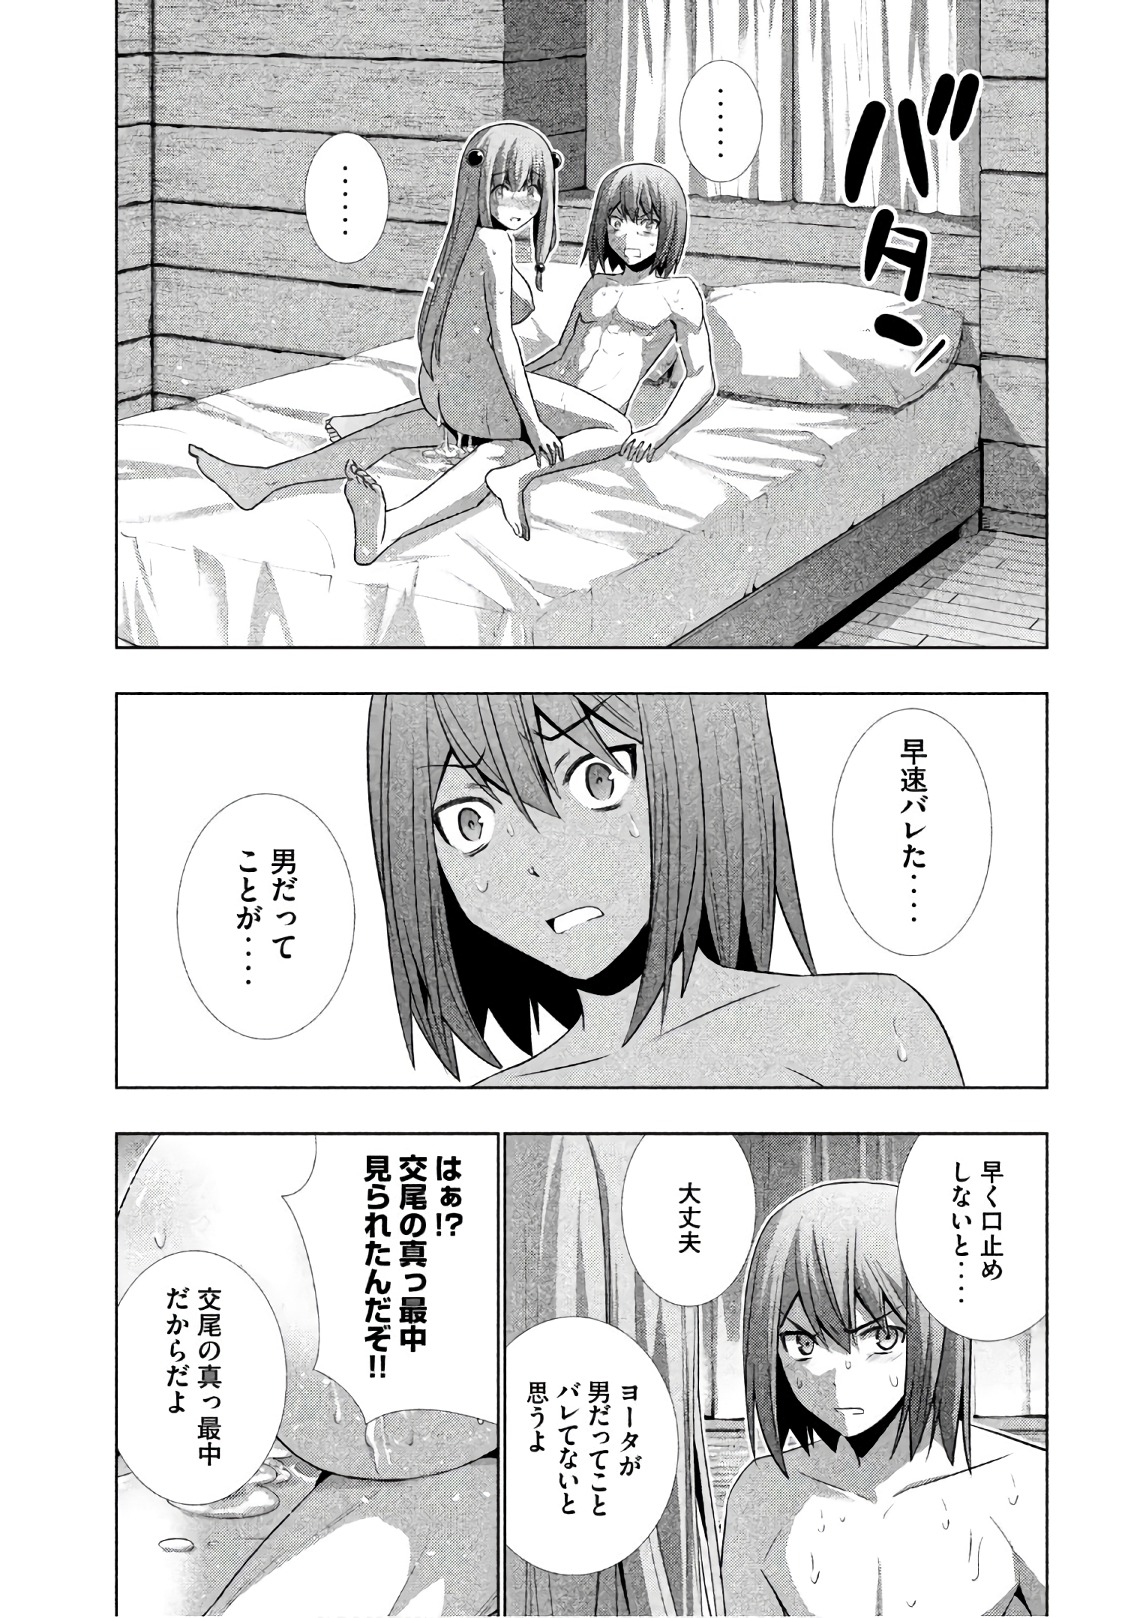 バタン
・・・・・
・・・・・
早速バレた・・・・
男だって
ことが・・・・・
早く口止め
しないと・・・・
大丈夫
ヨータが
男だってこと
バレてないと
思うよ
はぁ!?
交尾の真っ最中
見られたんだぞ!!
交尾の真っ最中
だからだよ